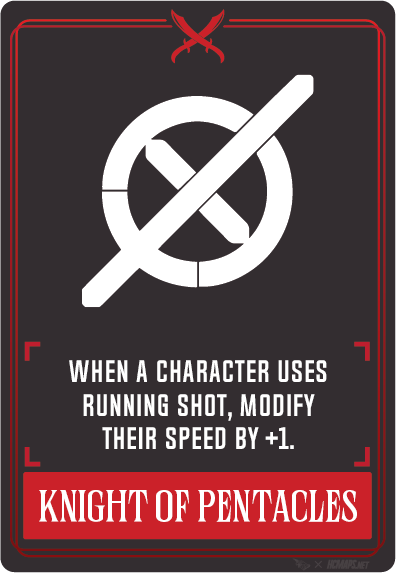 WHEN A CHARACTER USES
RUNNING SHOT, MODIFY
THEIR SPEED BY +1.
KNIGHT OF PENTACLES